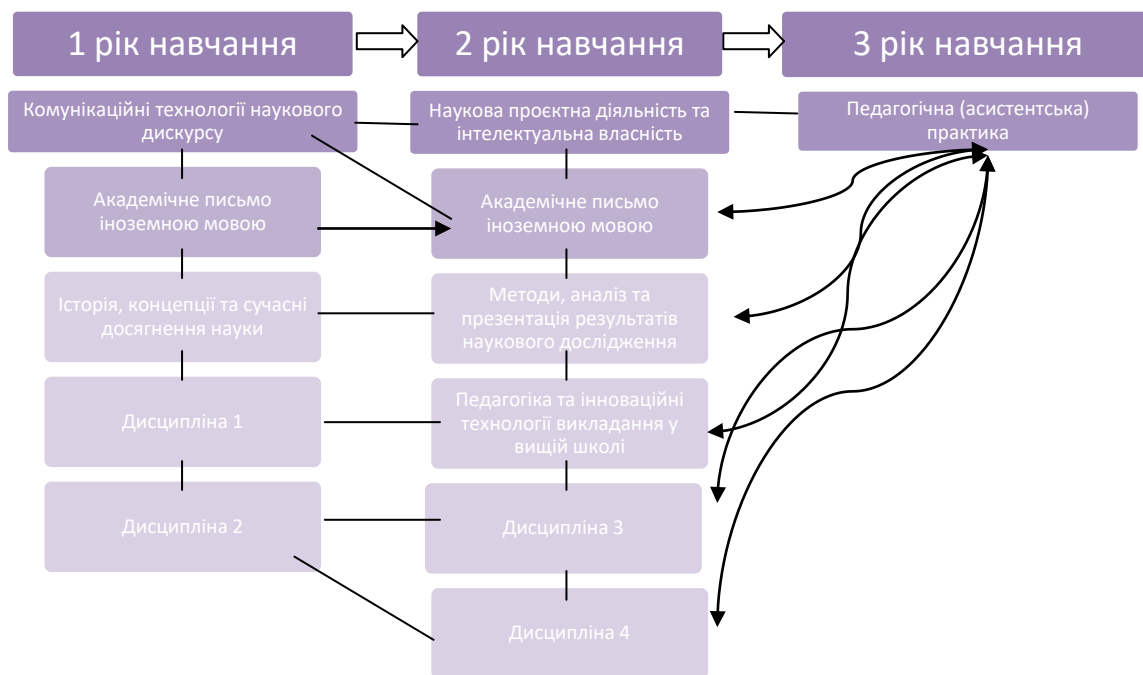 1 рік навчання
2 рік навчання
3 рік навчання
Комунікаційні технології наукового
дискурсу
Академічне письмо
іноземною мовою
Історія, концепції та сучасні
досягнення науки
Дисципліна 1
Дисципліна 2
Наукова проєктна діяльність та
інтелектуальна власність
Академічне письмо
іноземною мовою
Методи, аналіз та
презентація результатів
наукового дослідження
Педагогіка та інноваційні
технології викладання у
вищій школі
Дисципліна 3
Дисципліна 4
Педагогічна (асистентська)
практика